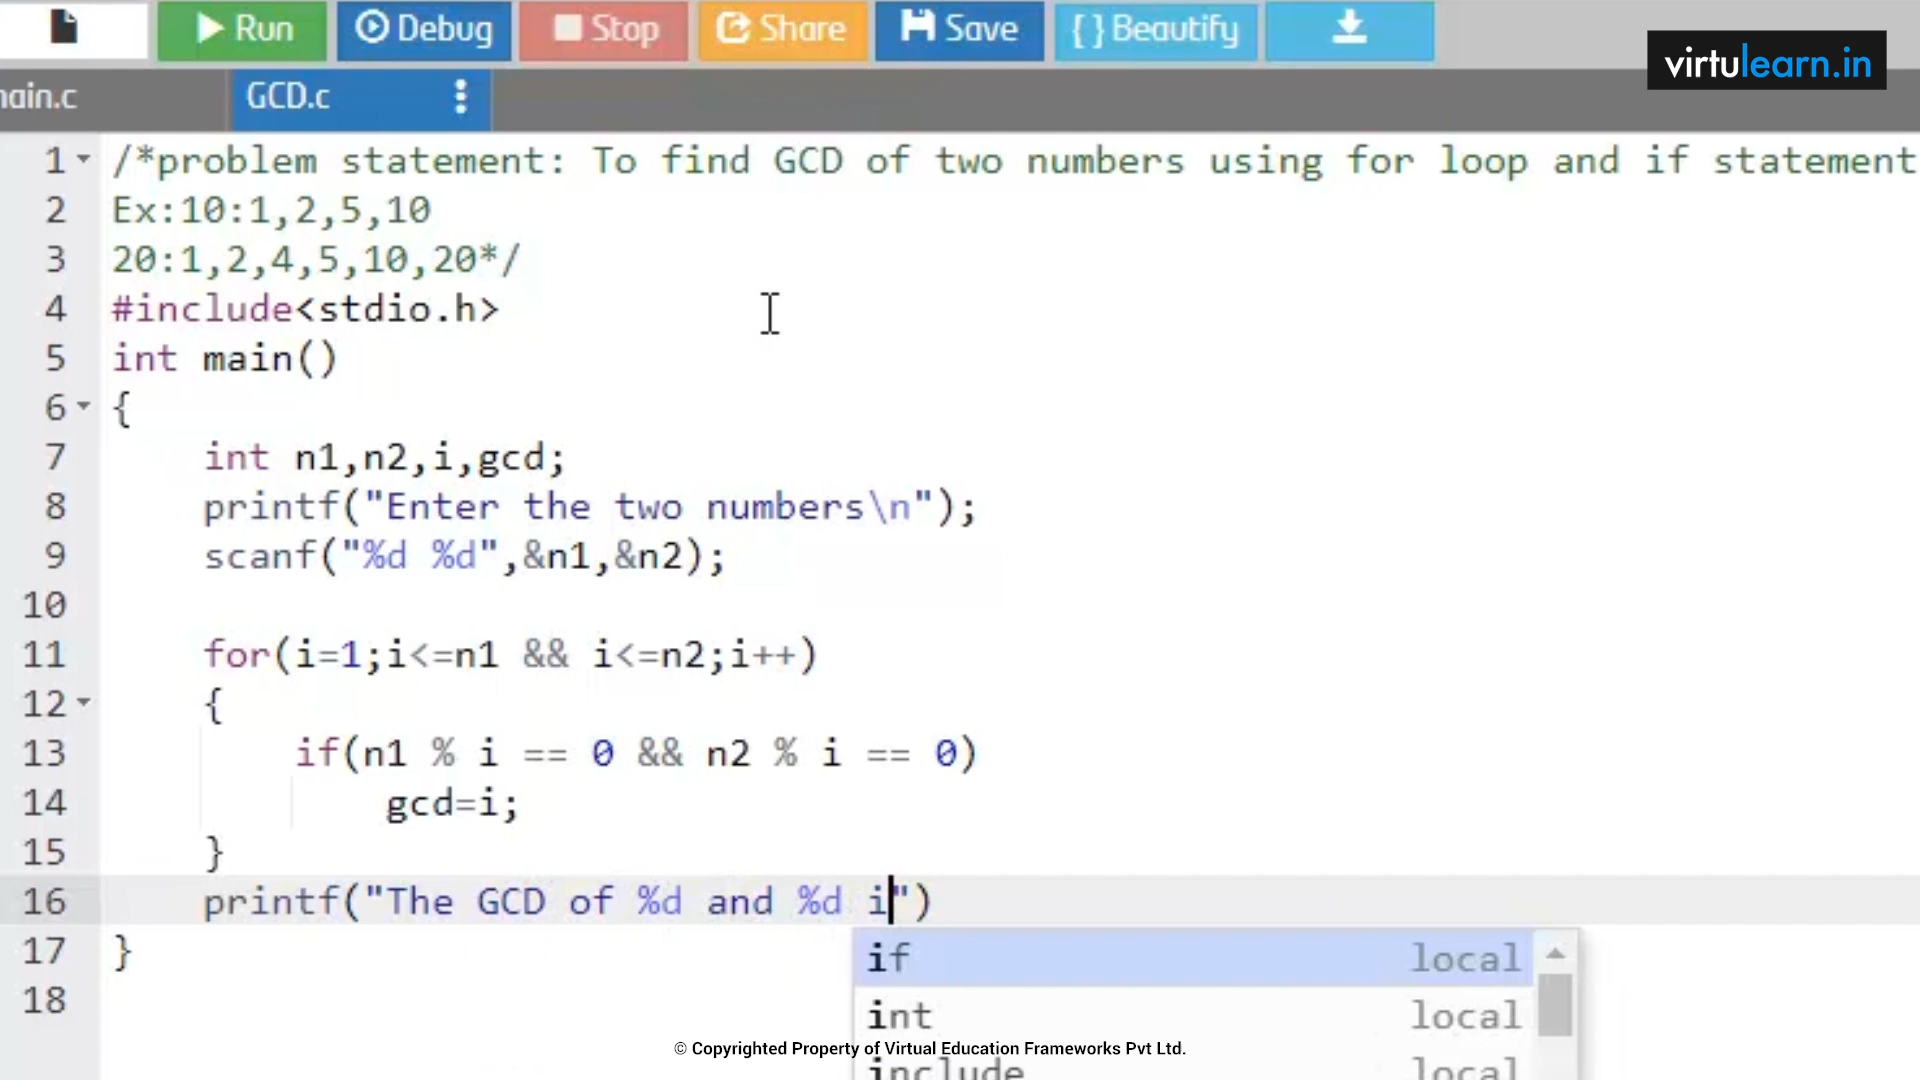 Run Debug Stop Share Save {} Beautify
virtulearn.in
ain.c GCD.c
1 /*problem statement: To find GCD of two numbers using for loop and if statement
2 Ex:10:1,2,5,10
3 20:1,2,4,5,10,20*/
4 #include<stdio.h>
5 int main()
6 {
7 int n1,n2,i,gcd;
8 printf("Enter the two numbers\n");
9 scanf("%d %d",&n1,&n2);
10
11 for(i=1;i<=n1 && i<=n2;i++)
12 {
13 if(n1 % i == 0 && n2 % i == 0)
14 gcd=i;
15 }
16 printf("The GCD of %d and %d i")
17 }
if local
18
int local
© Copyrighted Property of Virtual Education Frameworks Pvt Ltd.
include local